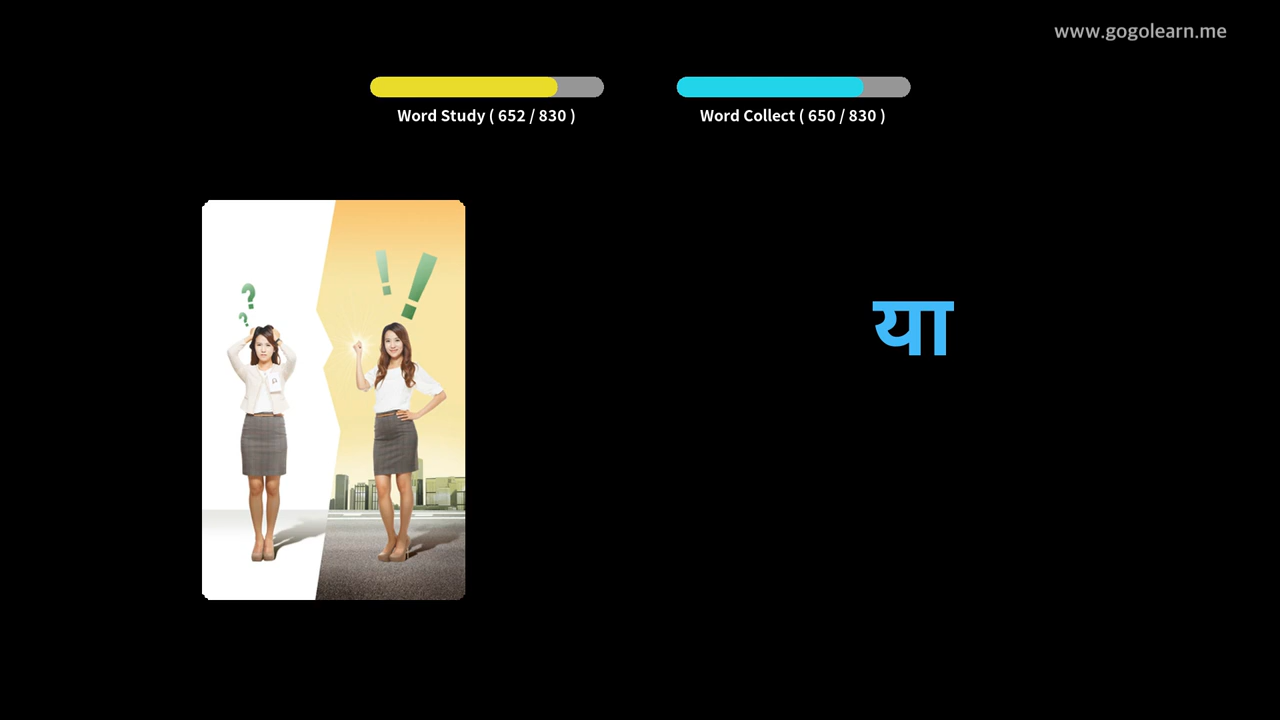 www.gogolearn.me
Word Study ( 652 / 830 )
Word Collect ( 650 / 830 )
? ? ! !
या